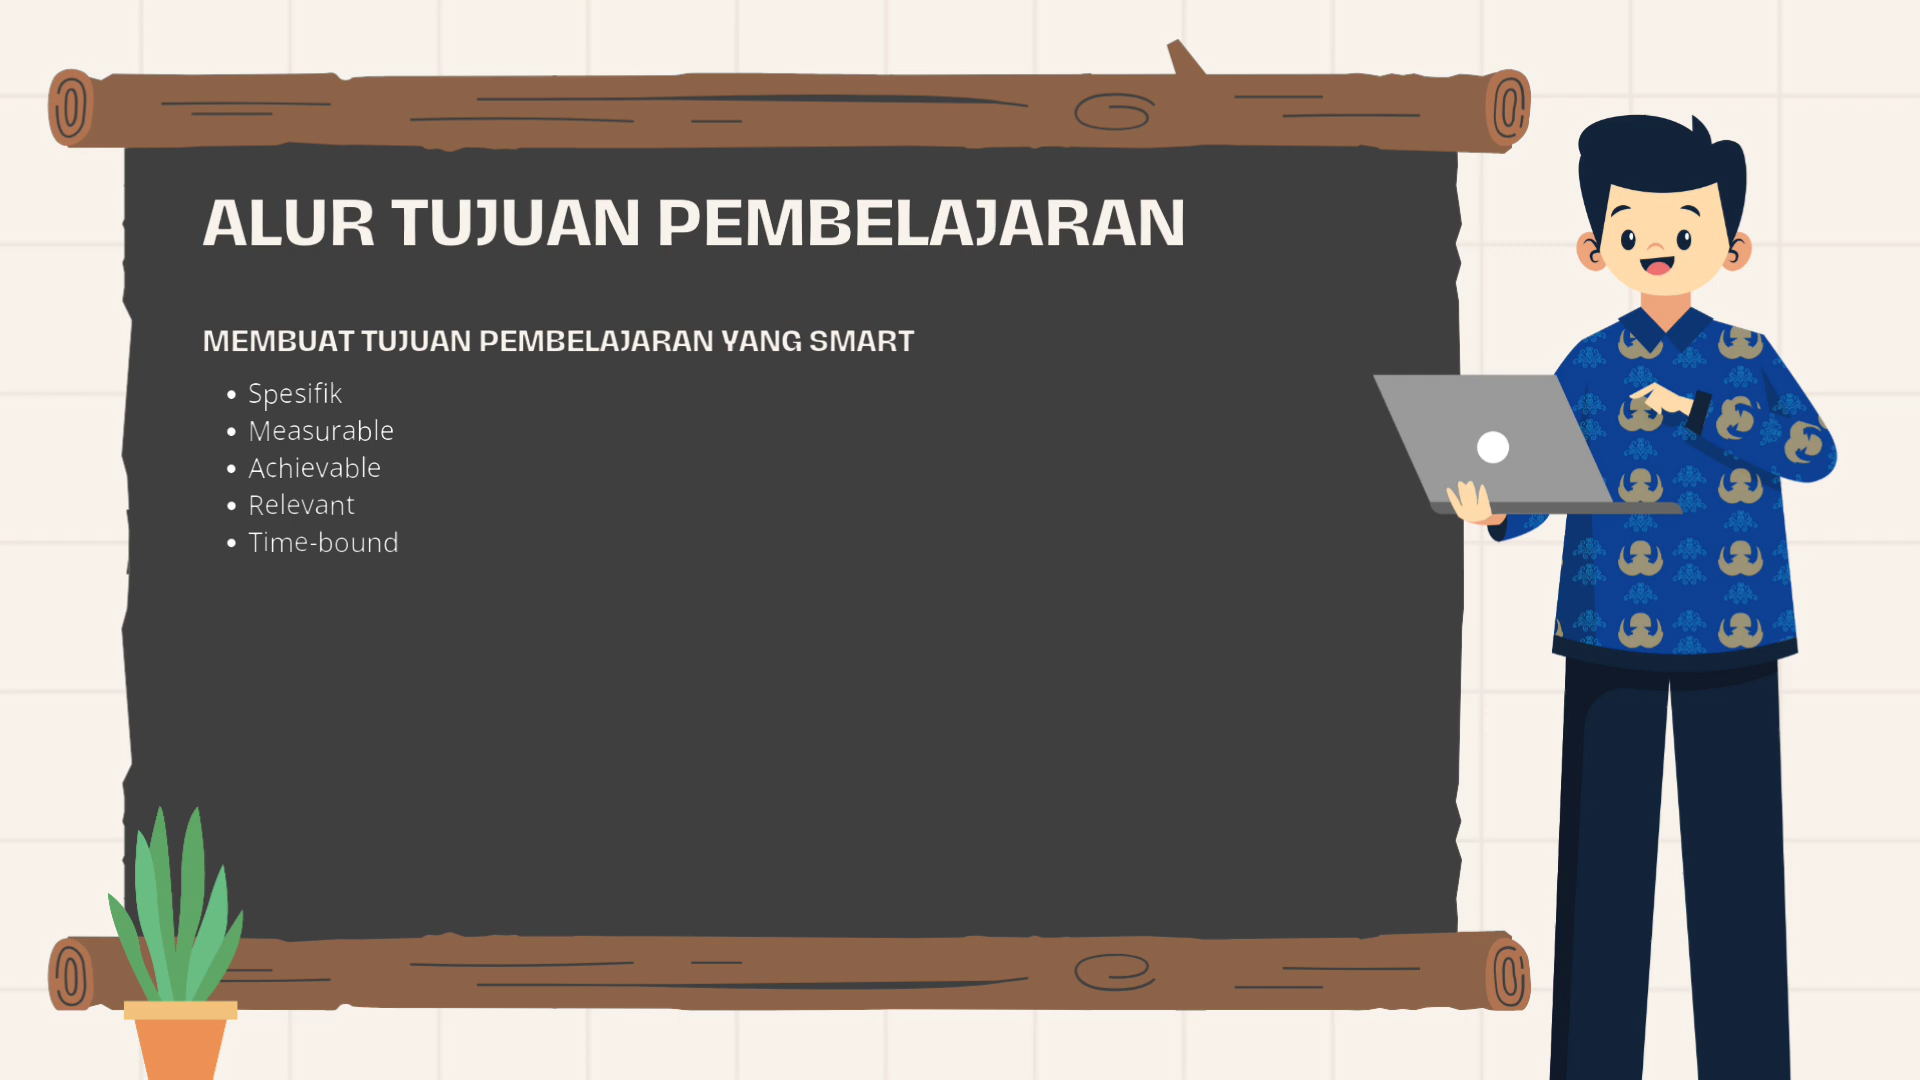 ALUR TUJUAN PEMBELAJARAN
MEMBUAT TUJUAN PEMBELAJARAN YANG SMART
• Spesifik
• Measurable
• Achievable
• Relevant
• Time-bound